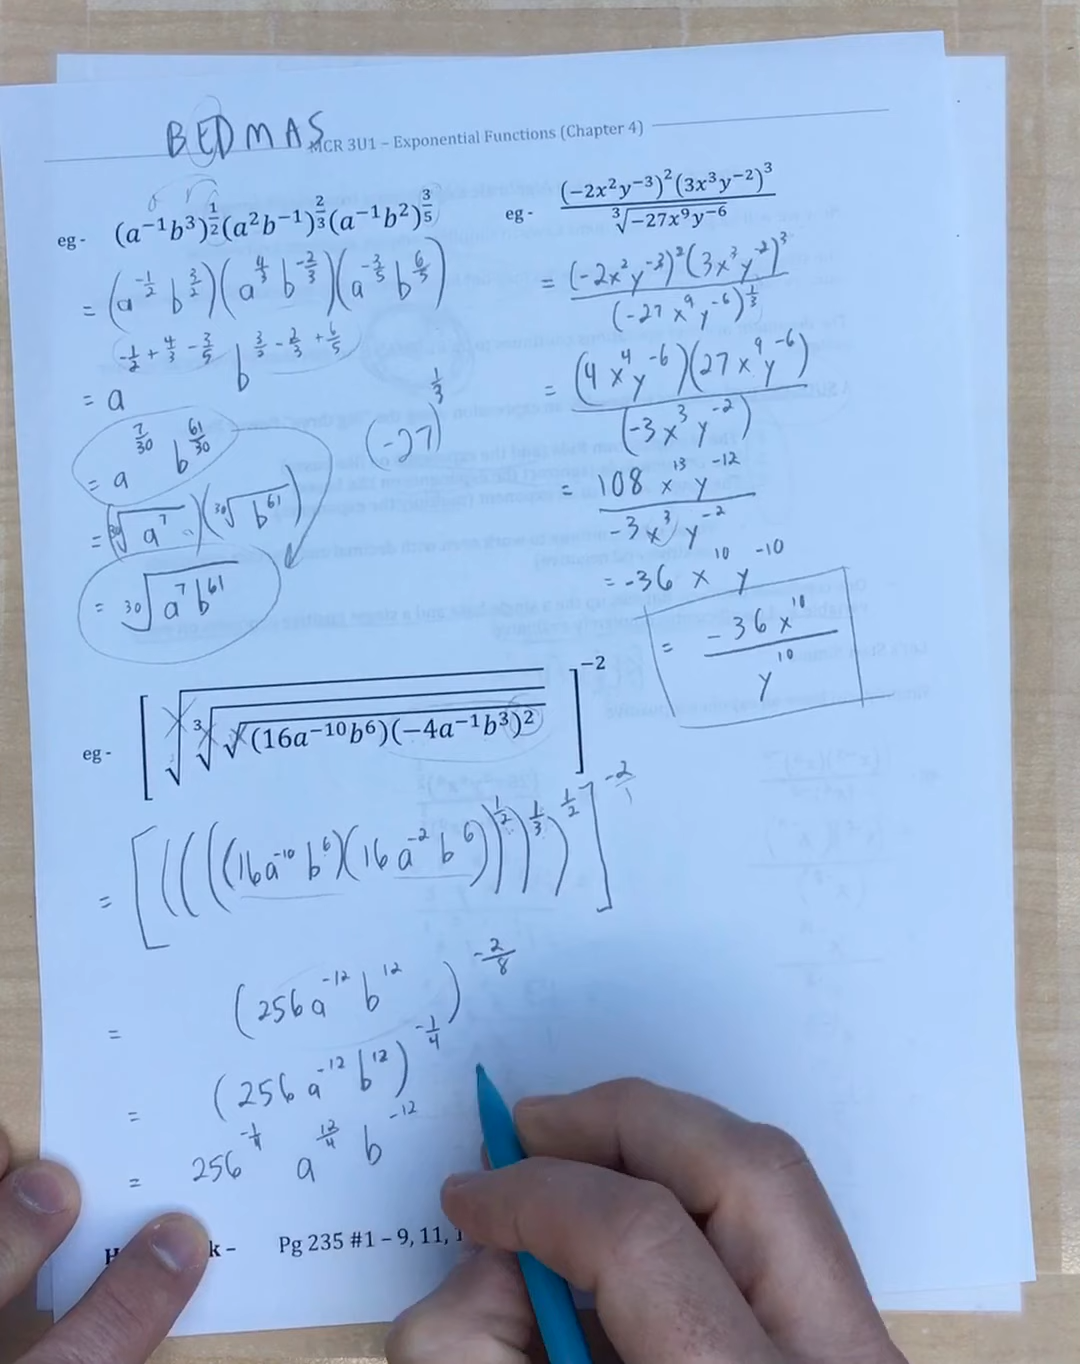 BEDMAS
MCR 3U1 – Exponential Functions (Chapter 4)
eg - (a⁻¹b³)^(1/2)(a²b⁻¹)^(2/3)(a⁻¹b²)^(3/5)
= (a^(-1/2) b^(3/2))(a^(4/3) b^(-2/3))(a^(-3/5) b^(6/5))
= a^(-1/2 + 4/3 - 3/5) b^(3/2 - 2/3 + 6/5)
= a^(7/30) b^(61/30)
= (³⁰√a⁷)(³⁰√b⁶¹)
= ³⁰√(a⁷b⁶¹)
(-27)^(1/3)
eg - (−2x²y⁻³)²(3x³y⁻²)³ / ³√(−27x⁹y⁻⁶)
= (-2x²y⁻³)²(3x³y⁻²)³ / (-27x⁹y⁻⁶)^(1/3)
= (4x⁴y⁻⁶)(27x⁹y⁻⁶) / (-3x³y⁻²)
= 108x¹³y⁻¹² / -3x³y⁻²
= -36x¹⁰y⁻¹⁰
= -36x¹⁰ / y¹⁰
eg - [√(³√(√((16a⁻¹⁰b⁶)(−4a⁻¹b³)²)))]⁻²
= [((((16a⁻¹⁰b⁶)(16a⁻²b⁶))^(1/2))^(1/3))^(1/2)]^(-2/1)
= (256a⁻¹²b¹²)^(-2/8)
= (256a⁻¹²b¹²)^(-1/4)
= 256^(-1/4) a^(12/4) b^(-12
k – Pg 235 #1 – 9, 11, 1